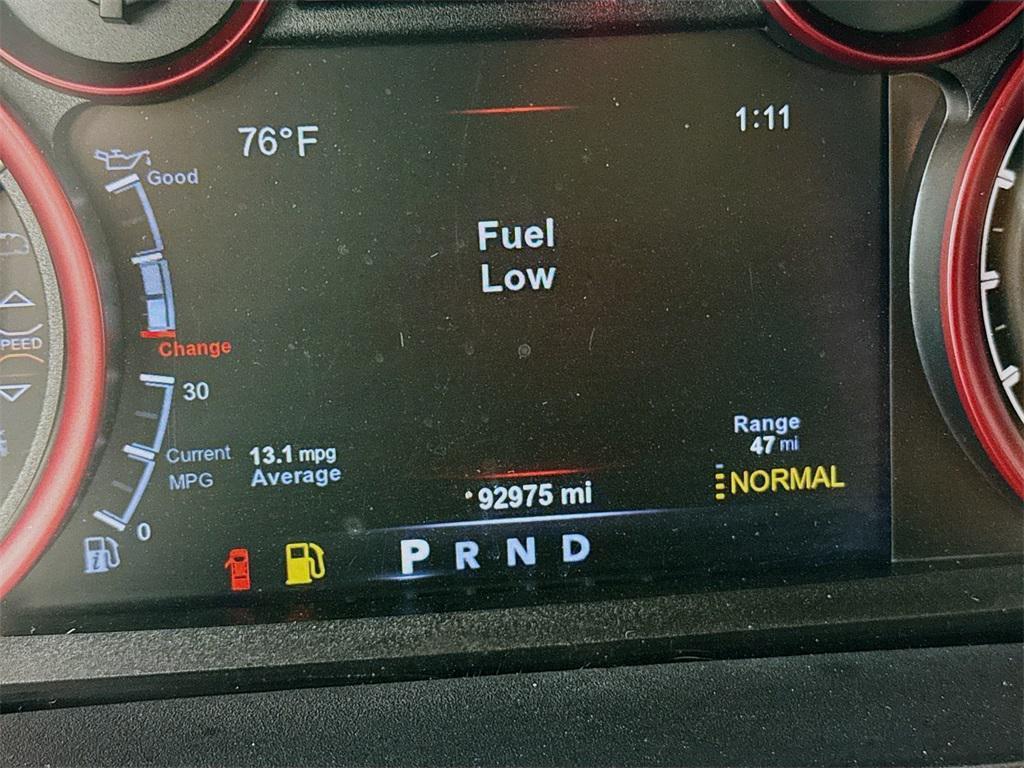 76°F
1:11
Good
Fuel
Low
PEED
Change
30
Current
MPG
13.1 mpg
Average
Range
47 mi
NORMAL
92975 mi
0
P R N D